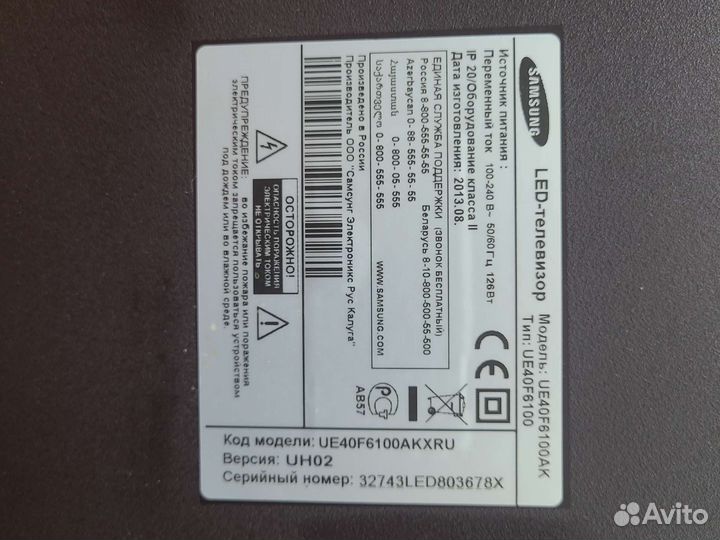 SAMSUNG
LED-телевизор
Модель: UE40F6100AK
Тип: UE40F6100
Источник питания :
Переменный ток 100-240 В~ 50/60 Гц 126Вт
IP 20/Оборудование класса II
Дата изготовления: 2013.08.
ЕДИНАЯ СЛУЖБА ПОДДЕРЖКИ (ЗВОНОК БЕСПЛАТНЫЙ)
Россия 8-800-555-55-55 Беларусь 8-10-800-500-55-500
Azərbaycan 0- 88- 555- 55- 55
Հայաստան 0- 800- 05- 555
საქართველო 0- 800- 555- 555
WWW.SAMSUNG.COM
Произведено в России
Производитель ООО "Самсунг Электроникс Рус Калуга"
CE
РС
АВ57
ОСТОРОЖНО!
ОПАСНОСТЬ ПОРАЖЕНИЯ
ЭЛЕКТРИЧЕСКИМ ТОКОМ
НЕ ОТКРЫВАТЬ
ПРЕДУПРЕЖДЕНИЕ: во избежание пожара или поражения
электрическим током запрещается пользоваться устройством
под дождем или во влажной среде.
Код модели: UE40F6100AKXRU
Версия: UH02
Серийный номер: 32743LED803678X
Avito